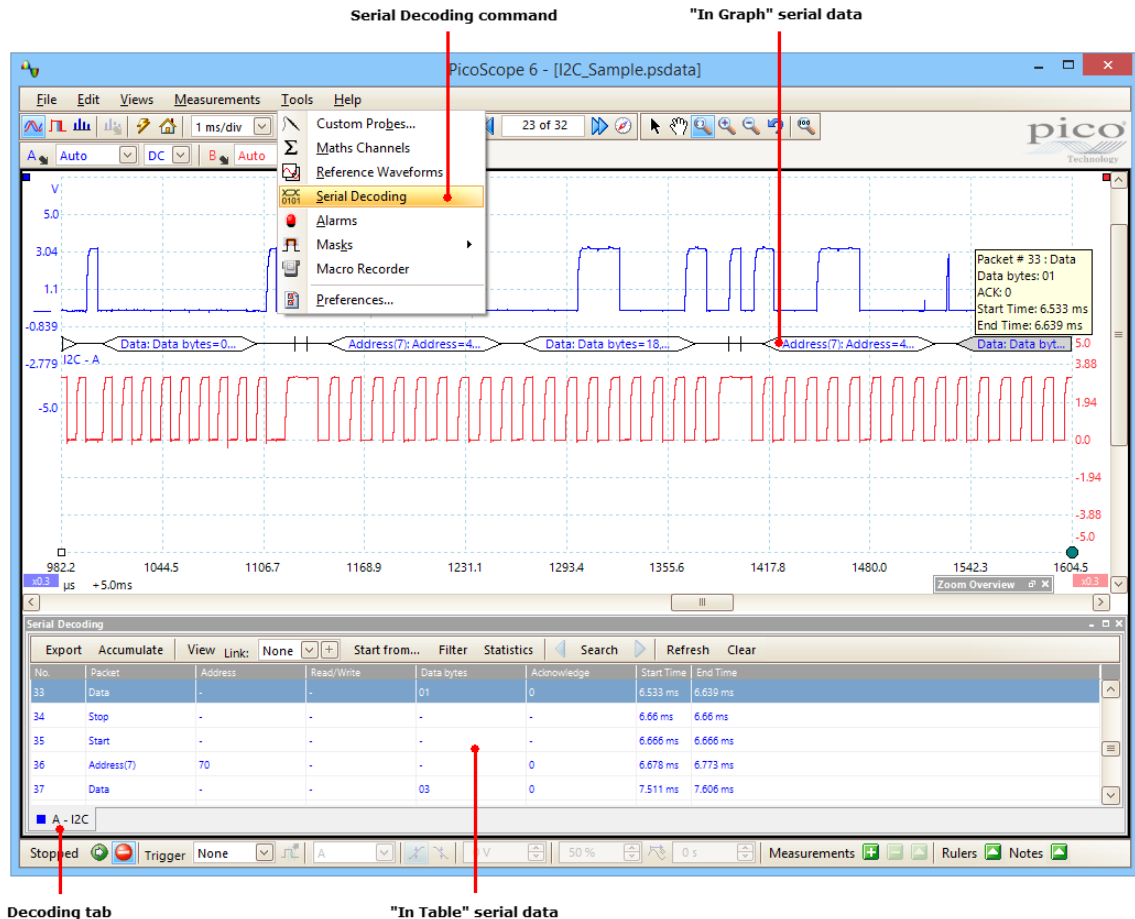 Serial Decoding command
"In Graph" serial data
PicoScope 6 - [I2C_Sample.psdata]
File Edit Views Measurements Tools Help
1 ms/div
23 of 32
pico
Technology
A Auto DC B Auto
Custom Probes...
Maths Channels
Reference Waveforms
Serial Decoding
Alarms
Masks
Macro Recorder
Preferences...
V
5.0
3.04
1.1
-0.839
-2.779
-5.0
Packet # 33 : Data
Data bytes: 01
ACK: 0
Start Time: 6.533 ms
End Time: 6.639 ms
Data: Data bytes=0... Address(7): Address=4... Data: Data bytes=18,... Address(7): Address=4... Data: Data byt...
I2C - A
5.0
3.88
1.94
0.0
-1.94
-3.88
-5.0
982.2 1044.5 1106.7 1168.9 1231.1 1293.4 1355.6 1417.8 1480.0 1542.3 1604.5
x0.3 µs +5.0ms Zoom Overview x0.3
Serial Decoding
Export Accumulate View Link: None Start from... Filter Statistics Search Refresh Clear
No. Packet Address Read/Write Data bytes Acknowledge Start Time End Time
33 Data - - 01 0 6.533 ms 6.639 ms
34 Stop - - - - 6.66 ms 6.66 ms
35 Start - - - - 6.666 ms 6.666 ms
36 Address(7) 70 - - 0 6.678 ms 6.773 ms
37 Data - - 03 0 7.511 ms 7.606 ms
A - I2C
Stopped Trigger None A 0 V 50 % 0 s Measurements Rulers Notes
Decoding tab
"In Table" serial data